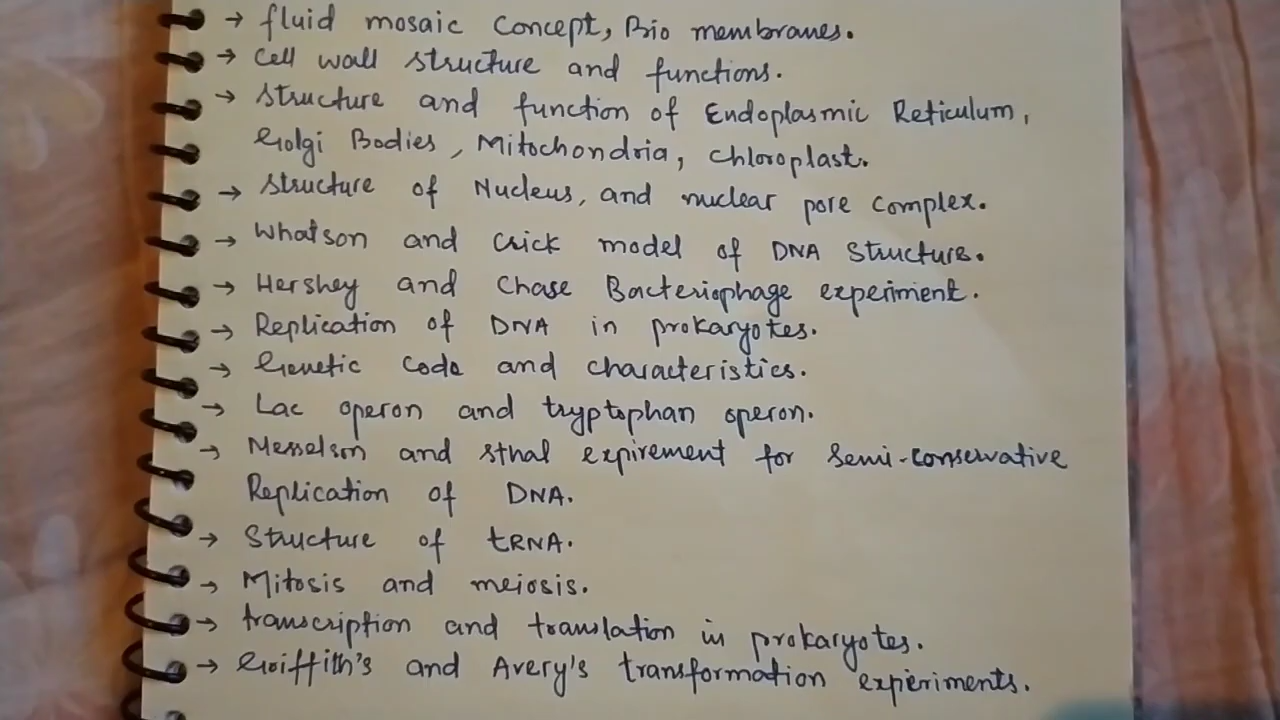 → fluid mosaic concept, Bio membranes.
→ Cell wall structure and functions.
→ Structure and function of Endoplasmic Reticulum,
Golgi Bodies, Mitochondria, chloroplast.
→ Structure of Nucleus, and nuclear pore complex.
→ Whatson and Crick model of DNA Structure.
→ Hershey and Chase Bacteriophage experiment.
→ Replication of DNA in prokaryotes.
→ Genetic Code and characteristics.
→ Lac operon and tryptophan operon.
→ Messelson and sthal expirement for Semi-conservative
Replication of DNA.
→ Structure of tRNA.
→ Mitosis and meiosis.
→ transcription and translation in prokaryotes.
→ Griffith's and Avery's transformation experiments.